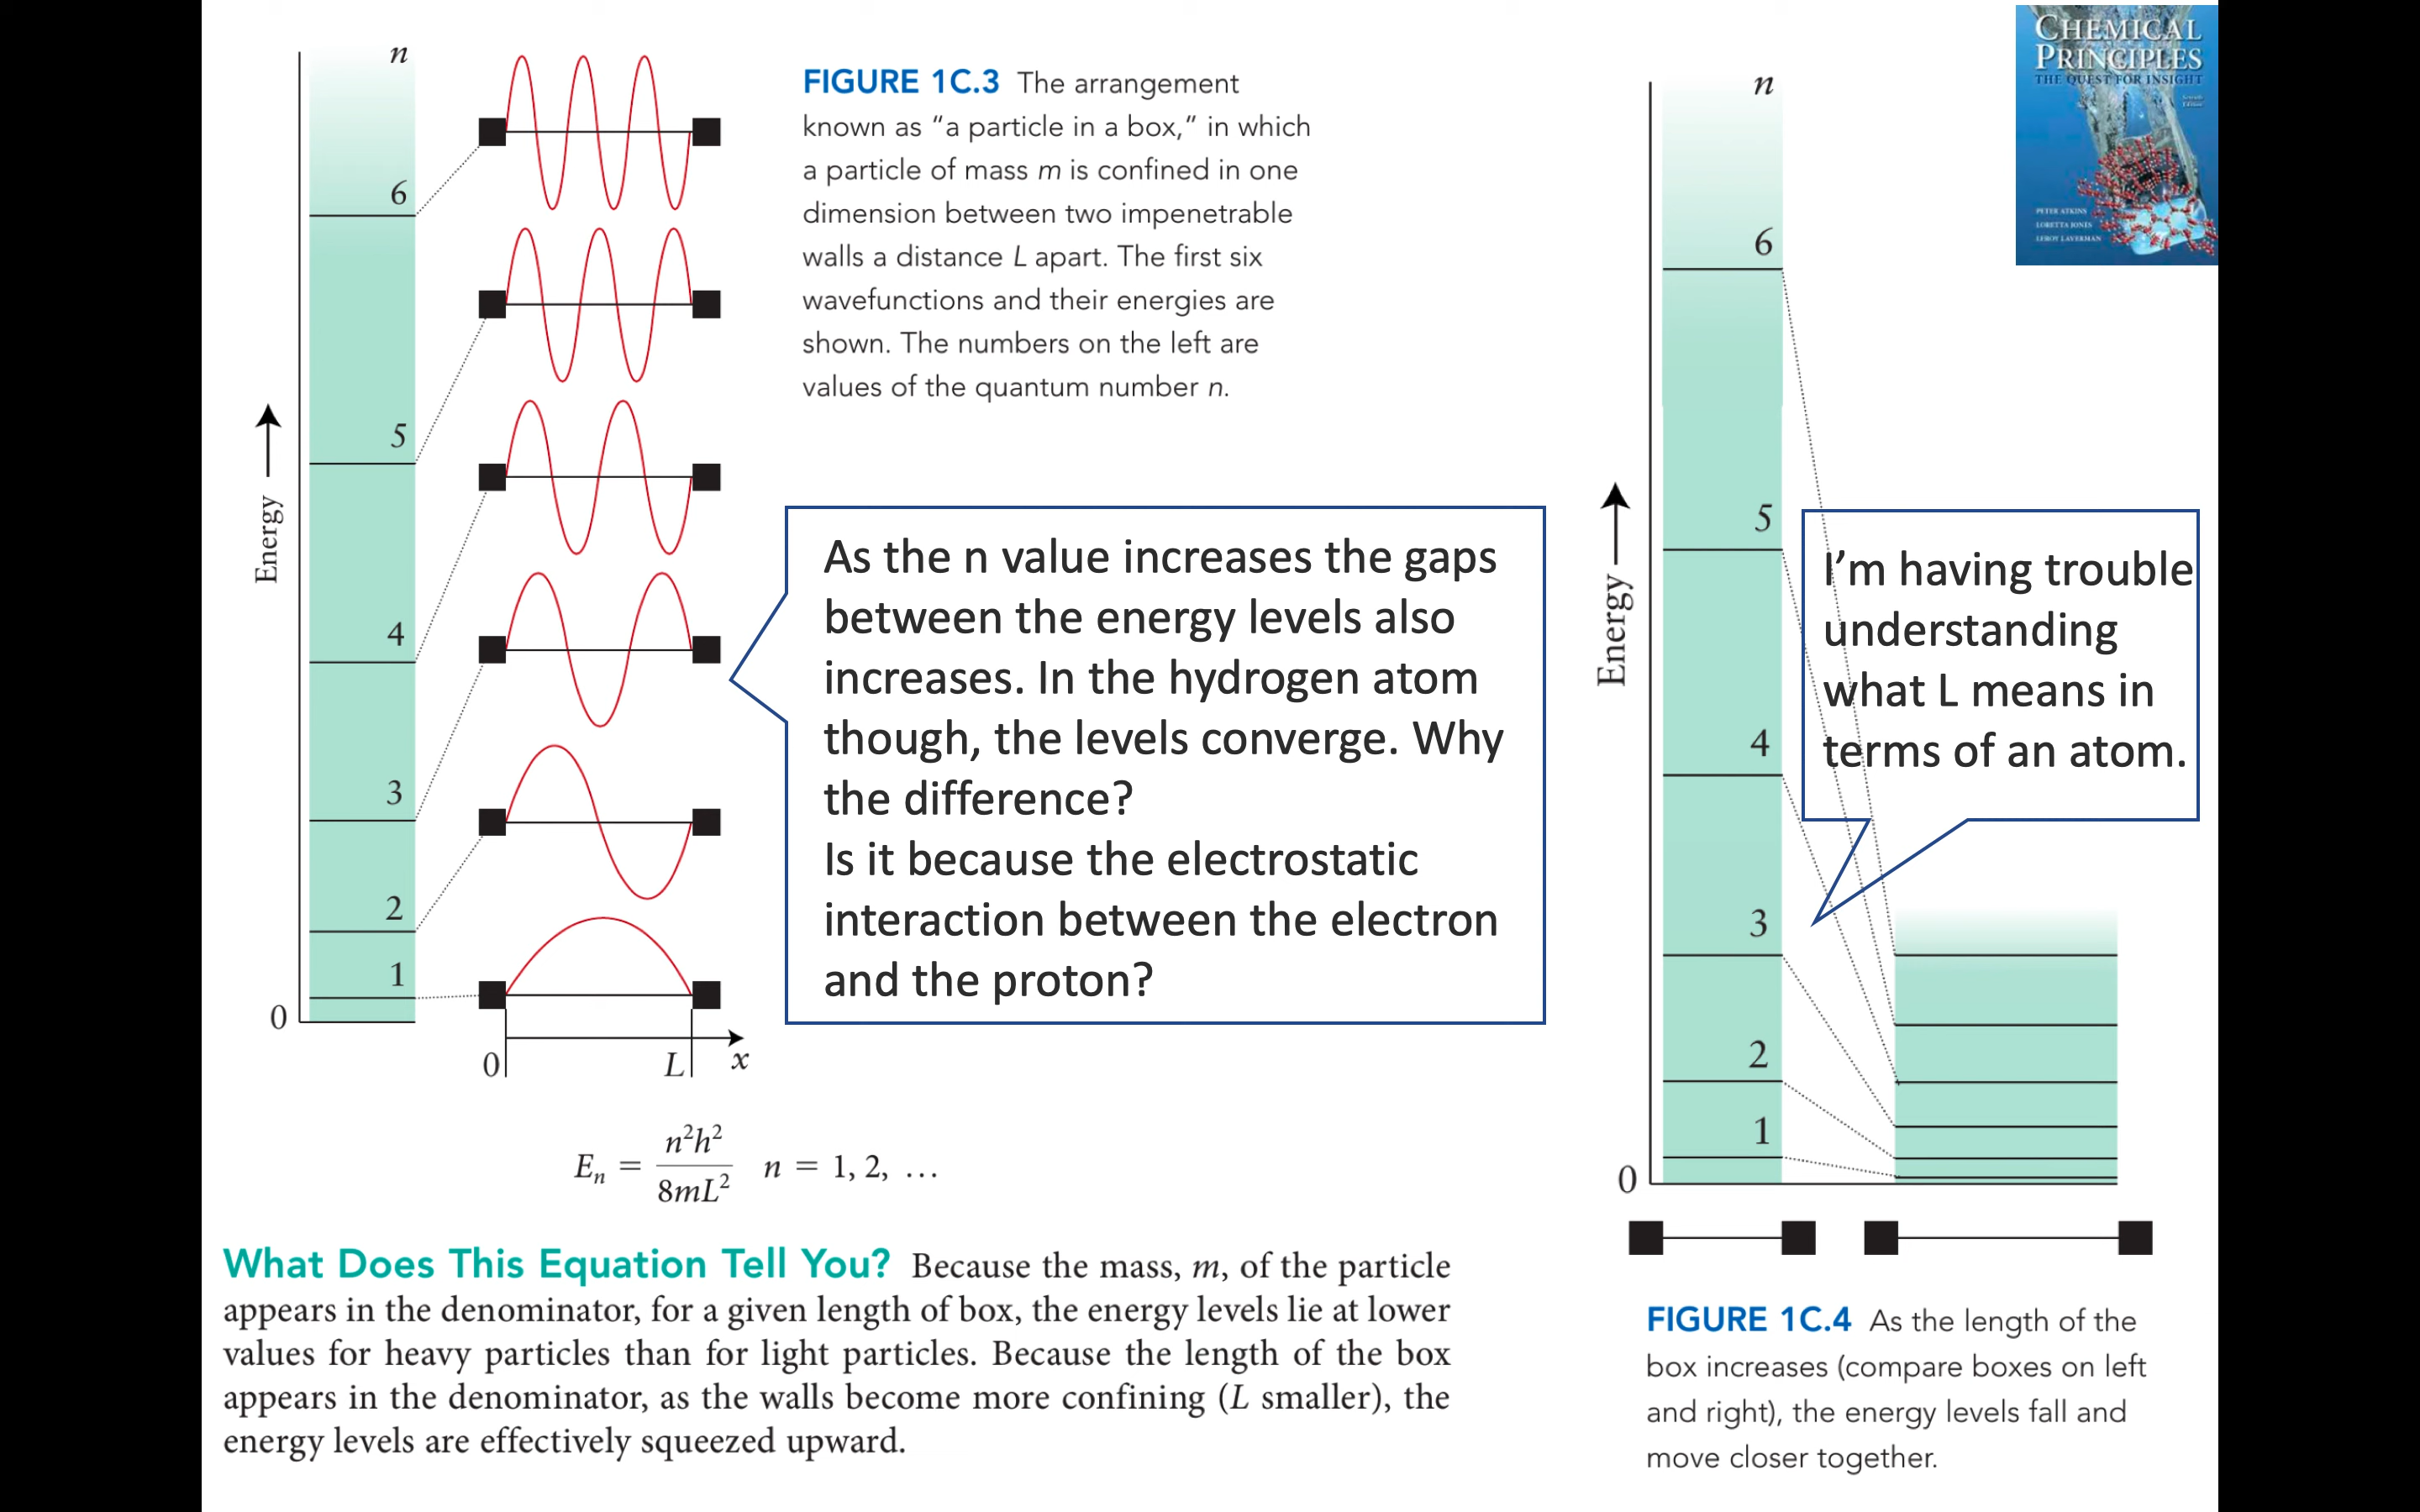 n
6
5
4
3
2
1
0
Energy
0
L
x
FIGURE 1C.3 The arrangement
known as “a particle in a box,” in which
a particle of mass m is confined in one
dimension between two impenetrable
walls a distance L apart. The first six
wavefunctions and their energies are
shown. The numbers on the left are
values of the quantum number n.
As the n value increases the gaps
between the energy levels also
increases. In the hydrogen atom
though, the levels converge. Why
the difference?
Is it because the electrostatic
interaction between the electron
and the proton?
Eₙ = n²h² / 8mL²   n = 1, 2, …
What Does This Equation Tell You? Because the mass, m, of the particle
appears in the denominator, for a given length of box, the energy levels lie at lower
values for heavy particles than for light particles. Because the length of the box
appears in the denominator, as the walls become more confining (L smaller), the
energy levels are effectively squeezed upward.
n
6
5
4
3
2
1
0
Energy
I’m having trouble
understanding
what L means in
terms of an atom.
FIGURE 1C.4 As the length of the
box increases (compare boxes on left
and right), the energy levels fall and
move closer together.
CHEMICAL
PRINCIPLES
THE QUEST FOR INSIGHT
PETER ATKINS
LORETTA JONES
LEROY LAVERMAN